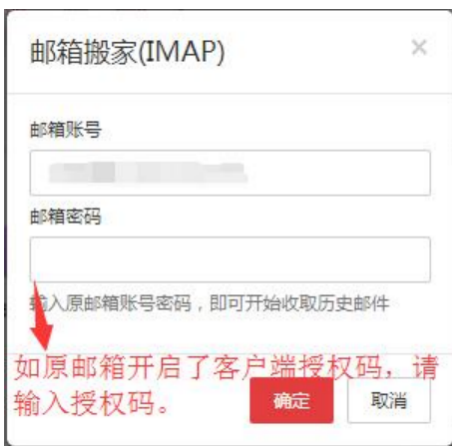 邮箱搬家(IMAP)
×
邮箱账号
邮箱密码
输入原邮箱账号密码，即可开始收取历史邮件
如原邮箱开启了客户端授权码，请
输入授权码。
确定
取消